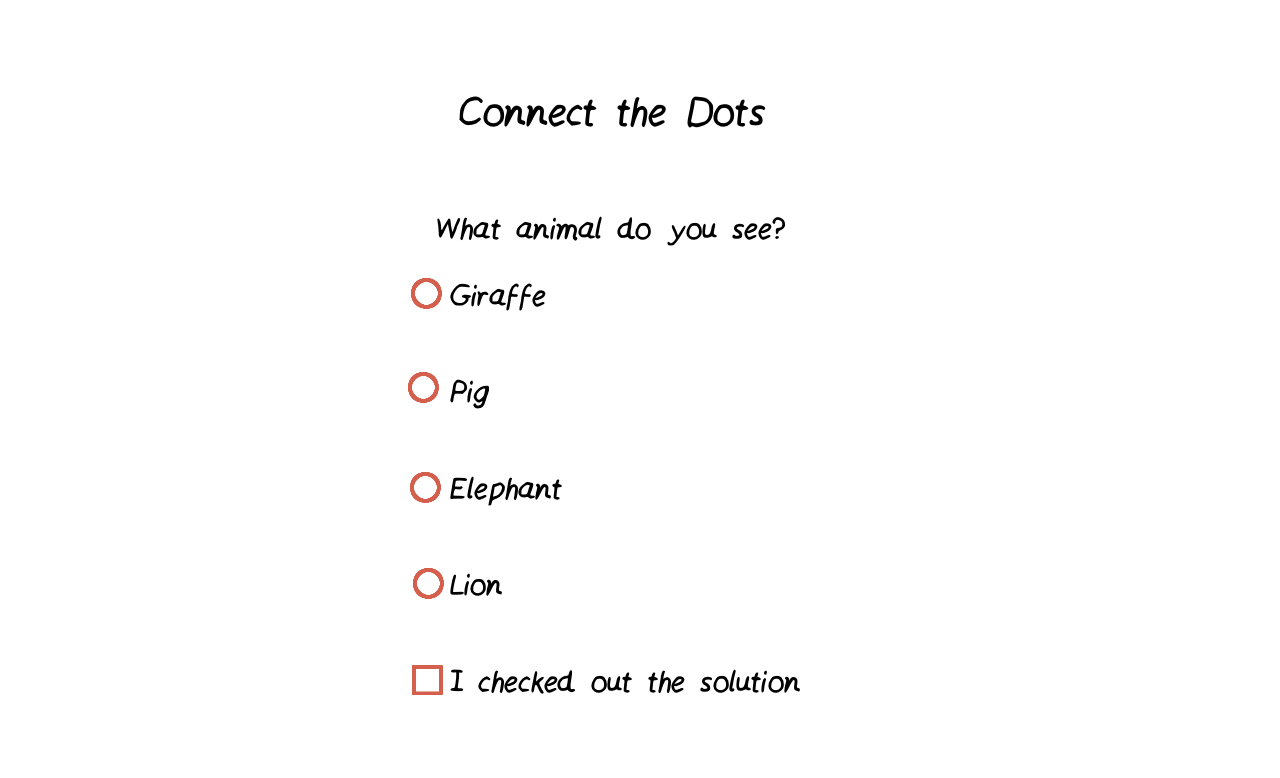 Connect the Dots
What animal do you see?
Giraffe
Pig
Elephant
Lion
I checked out the solution